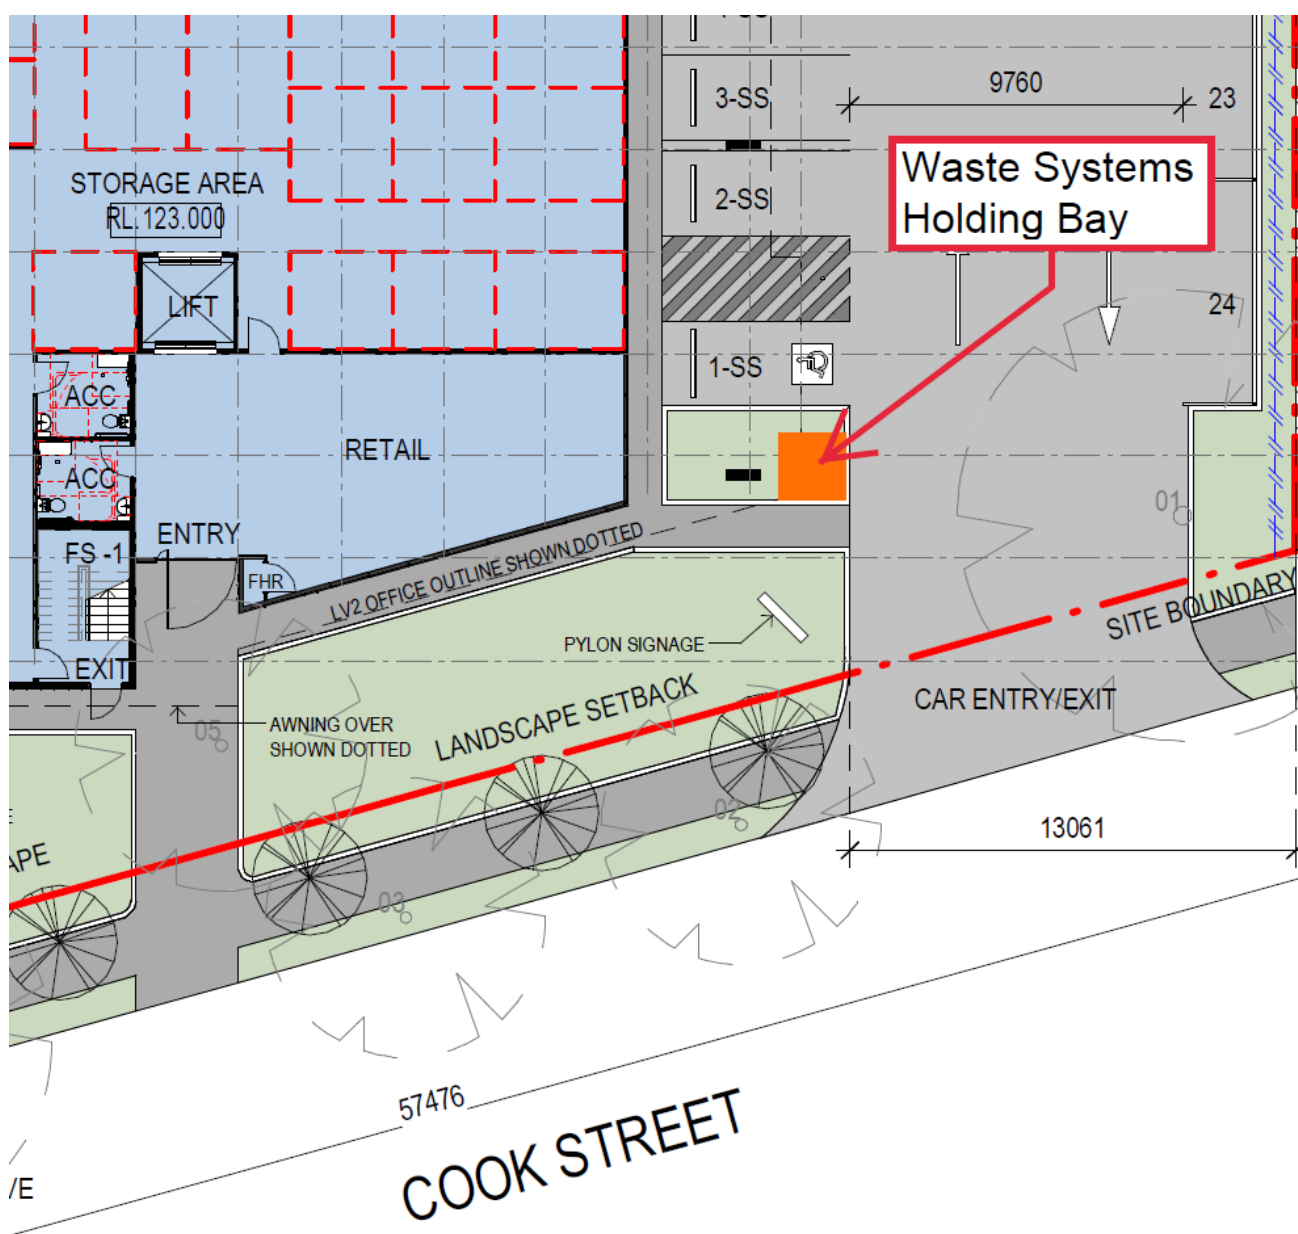 3-SS
9760
23
Waste Systems
Holding Bay
STORAGE AREA
RL.123.000
2-SS
LIFT
24
1-SS
ACC
RETAIL
ACC
01
ENTRY
FS -1
FHR
LV2 OFFICE OUTLINE SHOWN DOTTED
SITE BOUNDARY
PYLON SIGNAGE
EXIT
LANDSCAPE SETBACK
CAR ENTRY/EXIT
05
AWNING OVER
SHOWN DOTTED
02
13061
APE
03
57476
COOK STREET
/E